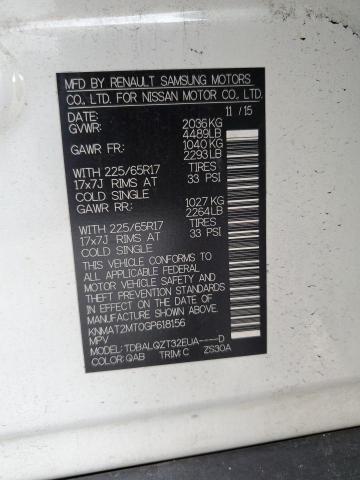 MFD BY RENAULT SAMSUNG MOTORS
CO., LTD. FOR NISSAN MOTOR CO., LTD.
DATE: 11 / 15
GVWR: 2036KG
4489LB
GAWR FR: 1040KG
2293LB
WITH 225/65R17 TIRES
17x7J RIMS AT 33 PSI
COLD SINGLE
GAWR RR: 1027KG
2264LB
WITH 225/65R17 TIRES
17x7J RIMS AT 33 PSI
COLD SINGLE
THIS VEHICLE CONFORMS TO
ALL APPLICABLE FEDERAL
MOTOR VEHICLE SAFETY AND
THEFT PREVENTION STANDARDS
IN EFFECT ON THE DATE OF
MANUFACTURE SHOWN ABOVE.
KNMAT2MT0GP618156
MPV
MODEL: TDBALQZT32EUA----D
COLOR: QAB TRIM: C ZS30A